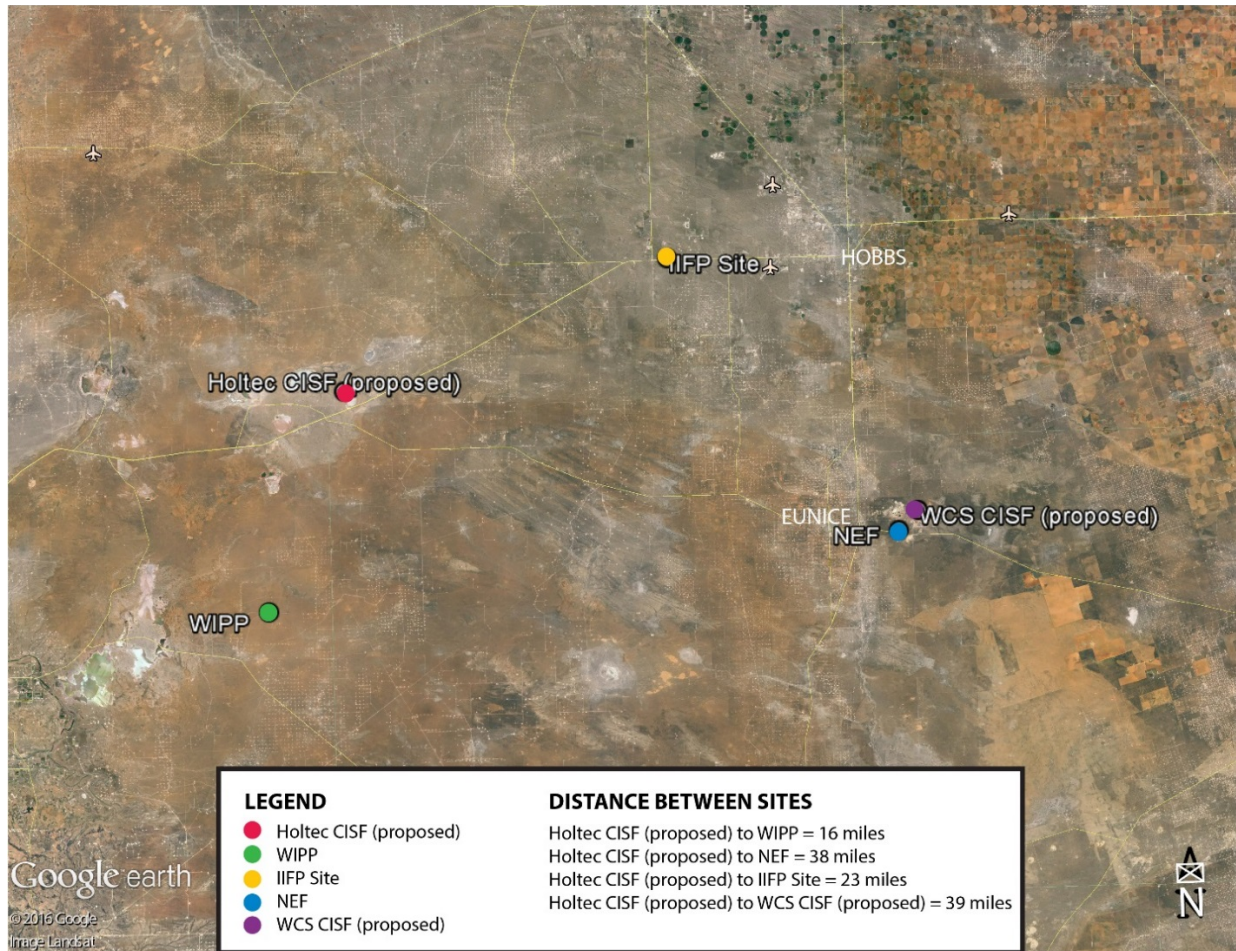 HOBBS
IIFP Site
Holtec CISF (proposed)
EUNICE
WCS CISF (proposed)
NEF
WIPP
LEGEND
Holtec CISF (proposed)
WIPP
IIFP Site
NEF
WCS CISF (proposed)
DISTANCE BETWEEN SITES
Holtec CISF (proposed) to WIPP = 16 miles
Holtec CISF (proposed) to NEF = 38 miles
Holtec CISF (proposed) to IIFP Site = 23 miles
Holtec CISF (proposed) to WCS CISF (proposed) = 39 miles
Google earth
© 2016 Google
Image Landsat
N